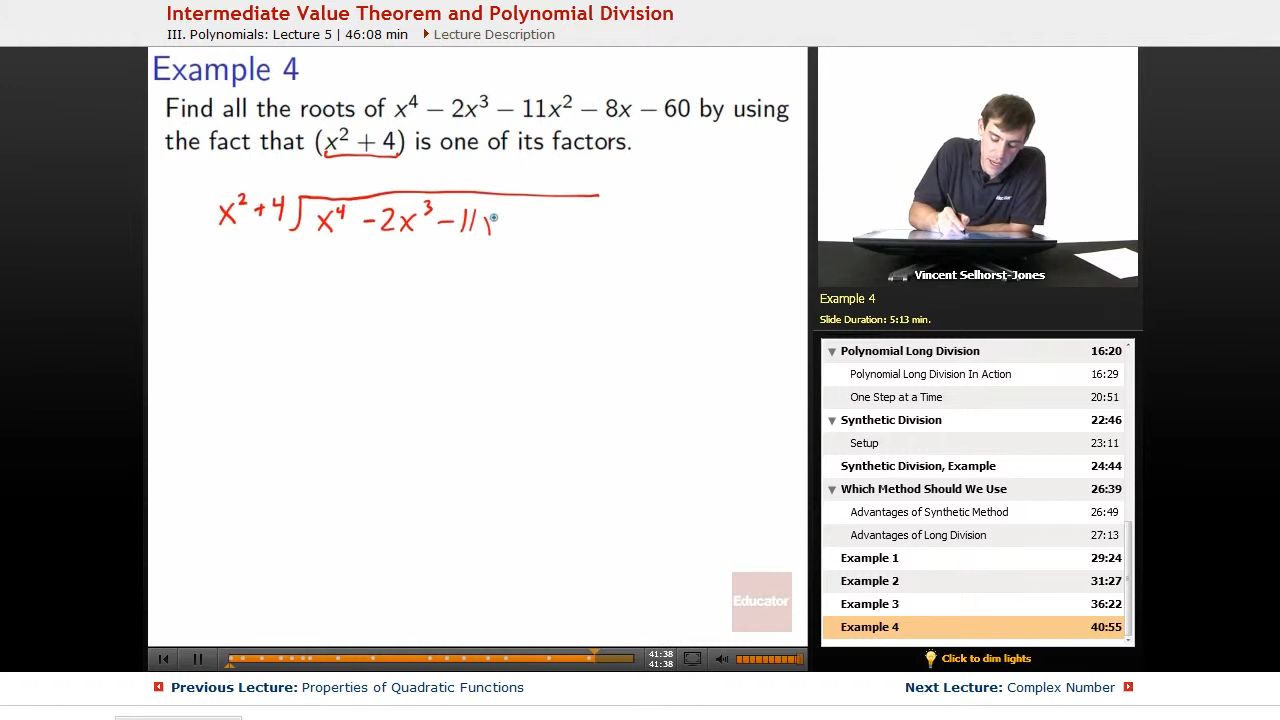 Intermediate Value Theorem and Polynomial Division
III. Polynomials: Lecture 5 | 46:08 min
Lecture Description
Example 4
Find all the roots of x⁴ − 2x³ − 11x² − 8x − 60 by using
the fact that (x² + 4) is one of its factors.
x² + 4 x⁴ − 2x³ − 11x
Educator
Vincent Selhorst-Jones
Example 4
Slide Duration: 5:13 min.
Polynomial Long Division 16:20
Polynomial Long Division In Action 16:29
One Step at a Time 20:51
Synthetic Division 22:46
Setup 23:11
Synthetic Division, Example 24:44
Which Method Should We Use 26:39
Advantages of Synthetic Method 26:49
Advantages of Long Division 27:13
Example 1 29:24
Example 2 31:27
Example 3 36:22
Example 4 40:55
41:38
41:38
Click to dim lights
Previous Lecture: Properties of Quadratic Functions
Next Lecture: Complex Number